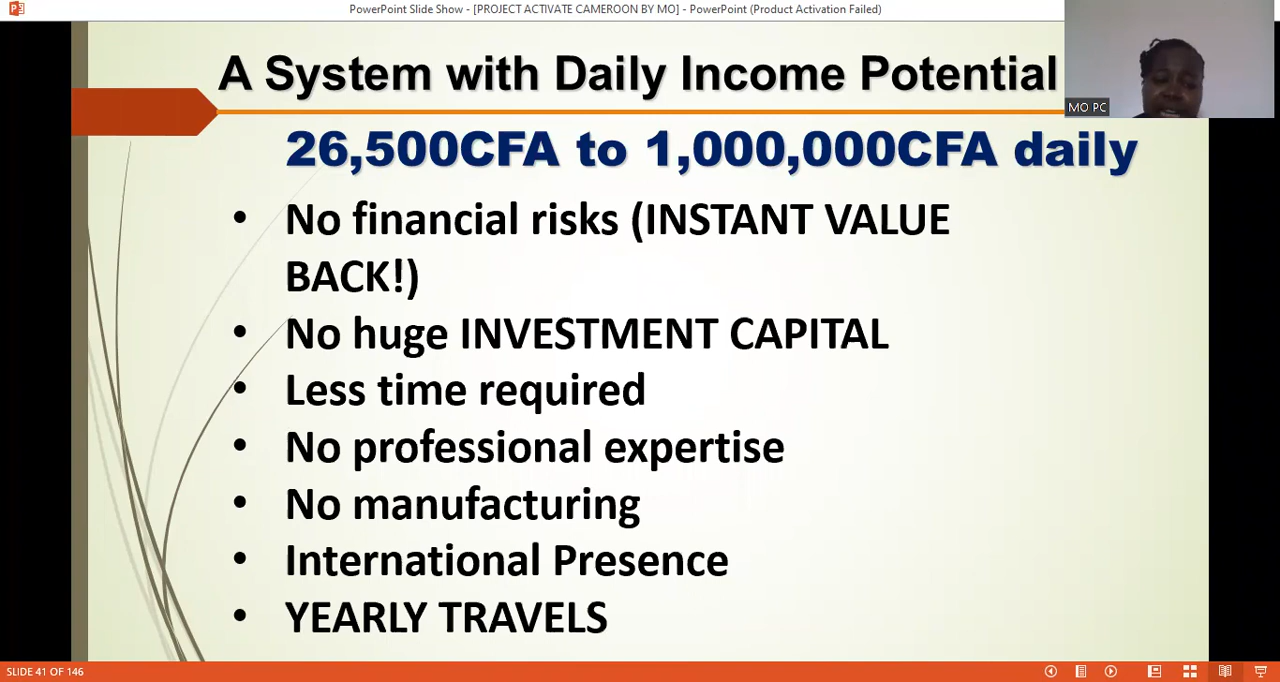 PowerPoint Slide Show - [PROJECT ACTIVATE CAMEROON BY MO] - PowerPoint (Product Activation Failed)
A System with Daily Income Potential
MO PC
26,500CFA to 1,000,000CFA daily
• No financial risks (INSTANT VALUE
BACK!)
• No huge INVESTMENT CAPITAL
• Less time required
• No professional expertise
• No manufacturing
• International Presence
• YEARLY TRAVELS
SLIDE 41 OF 146